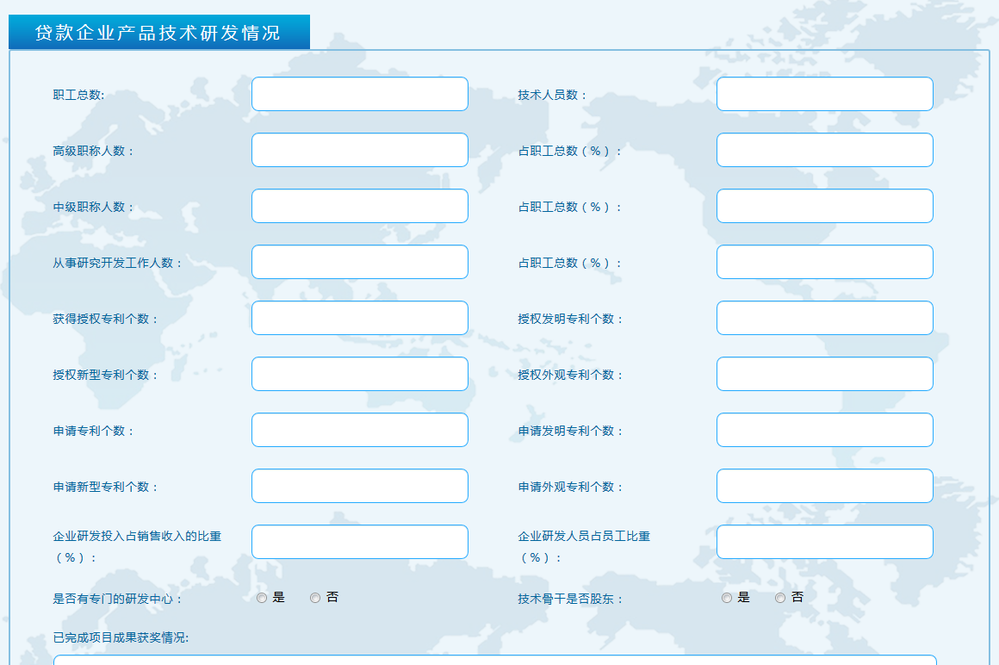 贷款企业产品技术研发情况
职工总数:
技术人员数：
高级职称人数：
占职工总数（%）：
中级职称人数：
占职工总数（%）：
从事研究开发工作人数：
占职工总数（%）：
获得授权专利个数：
授权发明专利个数：
授权新型专利个数：
授权外观专利个数：
申请专利个数：
申请发明专利个数：
申请新型专利个数：
申请外观专利个数：
企业研发投入占销售收入的比重
（%）：
企业研发人员占员工比重
（%）：
是否有专门的研发中心：
是 否
技术骨干是否股东：
是 否
已完成项目成果获奖情况: